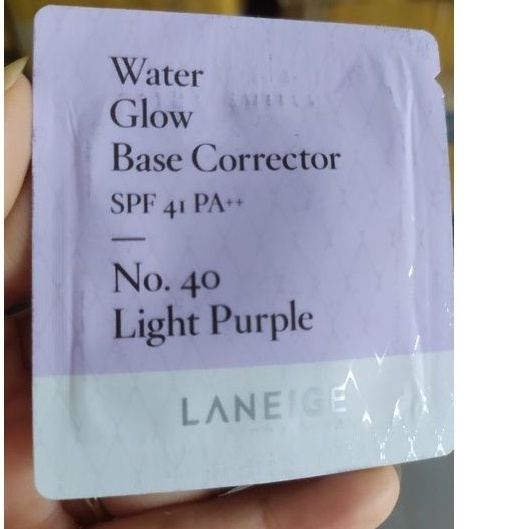 Water
Glow
Base Corrector
SPF 41 PA++
—
No. 40
Light Purple
LANEIGE